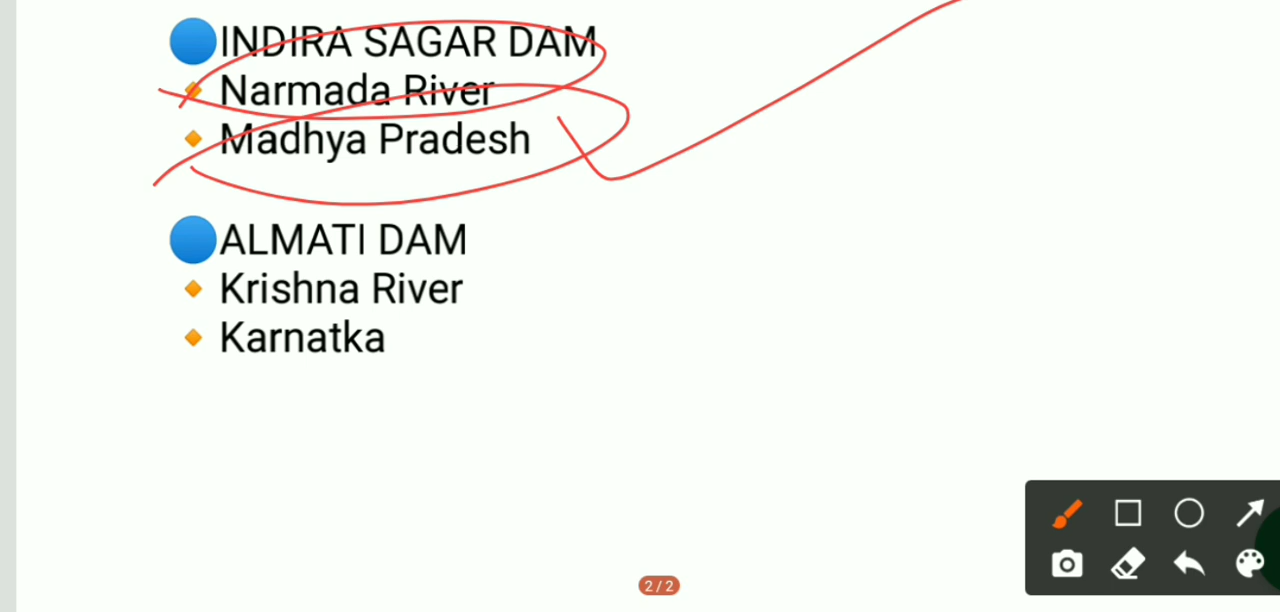 🔵INDIRA SAGAR DAM
🔸Narmada River
🔸Madhya Pradesh
🔵ALMATI DAM
🔸Krishna River
🔸Karnatka
2/2